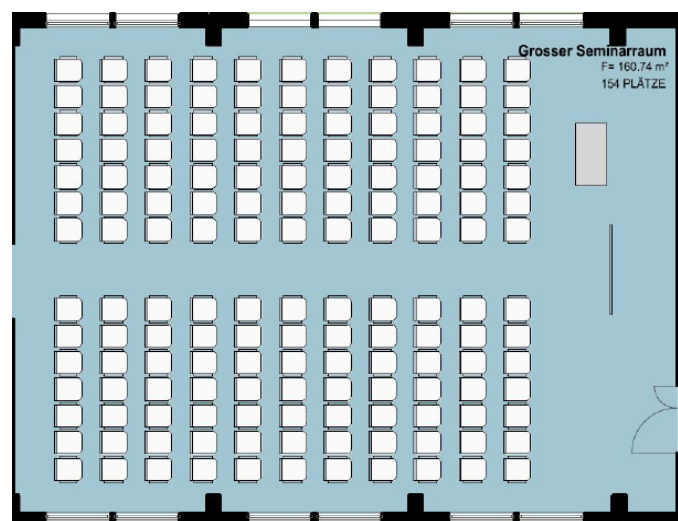 Grosser Seminarraum
F= 160.74 m²
154 PLÄTZE